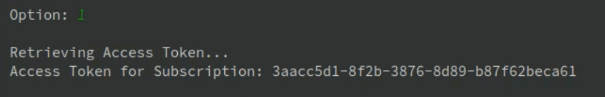 Option: 1
Retrieving Access Token...
Access Token for Subscription: 3aacc5d1-8f2b-3876-8d89-b87f62beca61